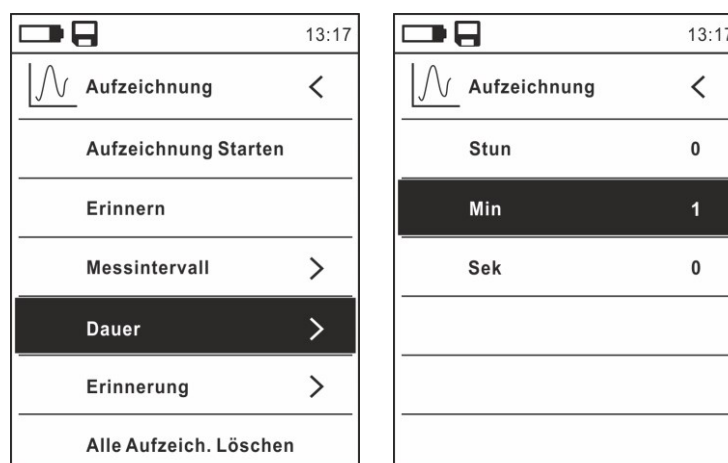 13:17
Aufzeichnung
Aufzeichnung Starten
Erinnern
Messintervall
Dauer
Erinnerung
Alle Aufzeich. Löschen
13:17
Aufzeichnung
Stun 0
Min 1
Sek 0